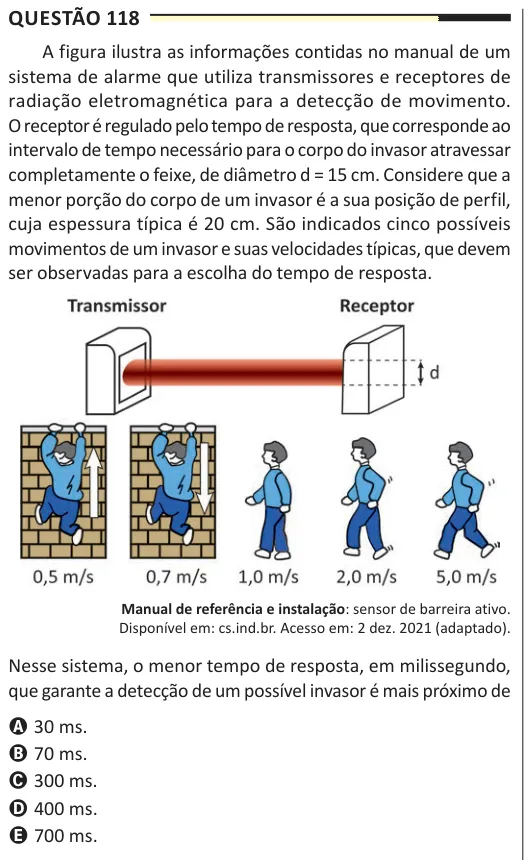 QUESTÃO 118
A figura ilustra as informações contidas no manual de um
sistema de alarme que utiliza transmissores e receptores de
radiação eletromagnética para a detecção de movimento.
O receptor é regulado pelo tempo de resposta, que corresponde ao
intervalo de tempo necessário para o corpo do invasor atravessar
completamente o feixe, de diâmetro d = 15 cm. Considere que a
menor porção do corpo de um invasor é a sua posição de perfil,
cuja espessura típica é 20 cm. São indicados cinco possíveis
movimentos de um invasor e suas velocidades típicas, que devem
ser observadas para a escolha do tempo de resposta.
Transmissor Receptor
d
0,5 m/s 0,7 m/s 1,0 m/s 2,0 m/s 5,0 m/s
Manual de referência e instalação: sensor de barreira ativo.
Disponível em: cs.ind.br. Acesso em: 2 dez. 2021 (adaptado).
Nesse sistema, o menor tempo de resposta, em milissegundo,
que garante a detecção de um possível invasor é mais próximo de
A 30 ms.
B 70 ms.
C 300 ms.
D 400 ms.
E 700 ms.